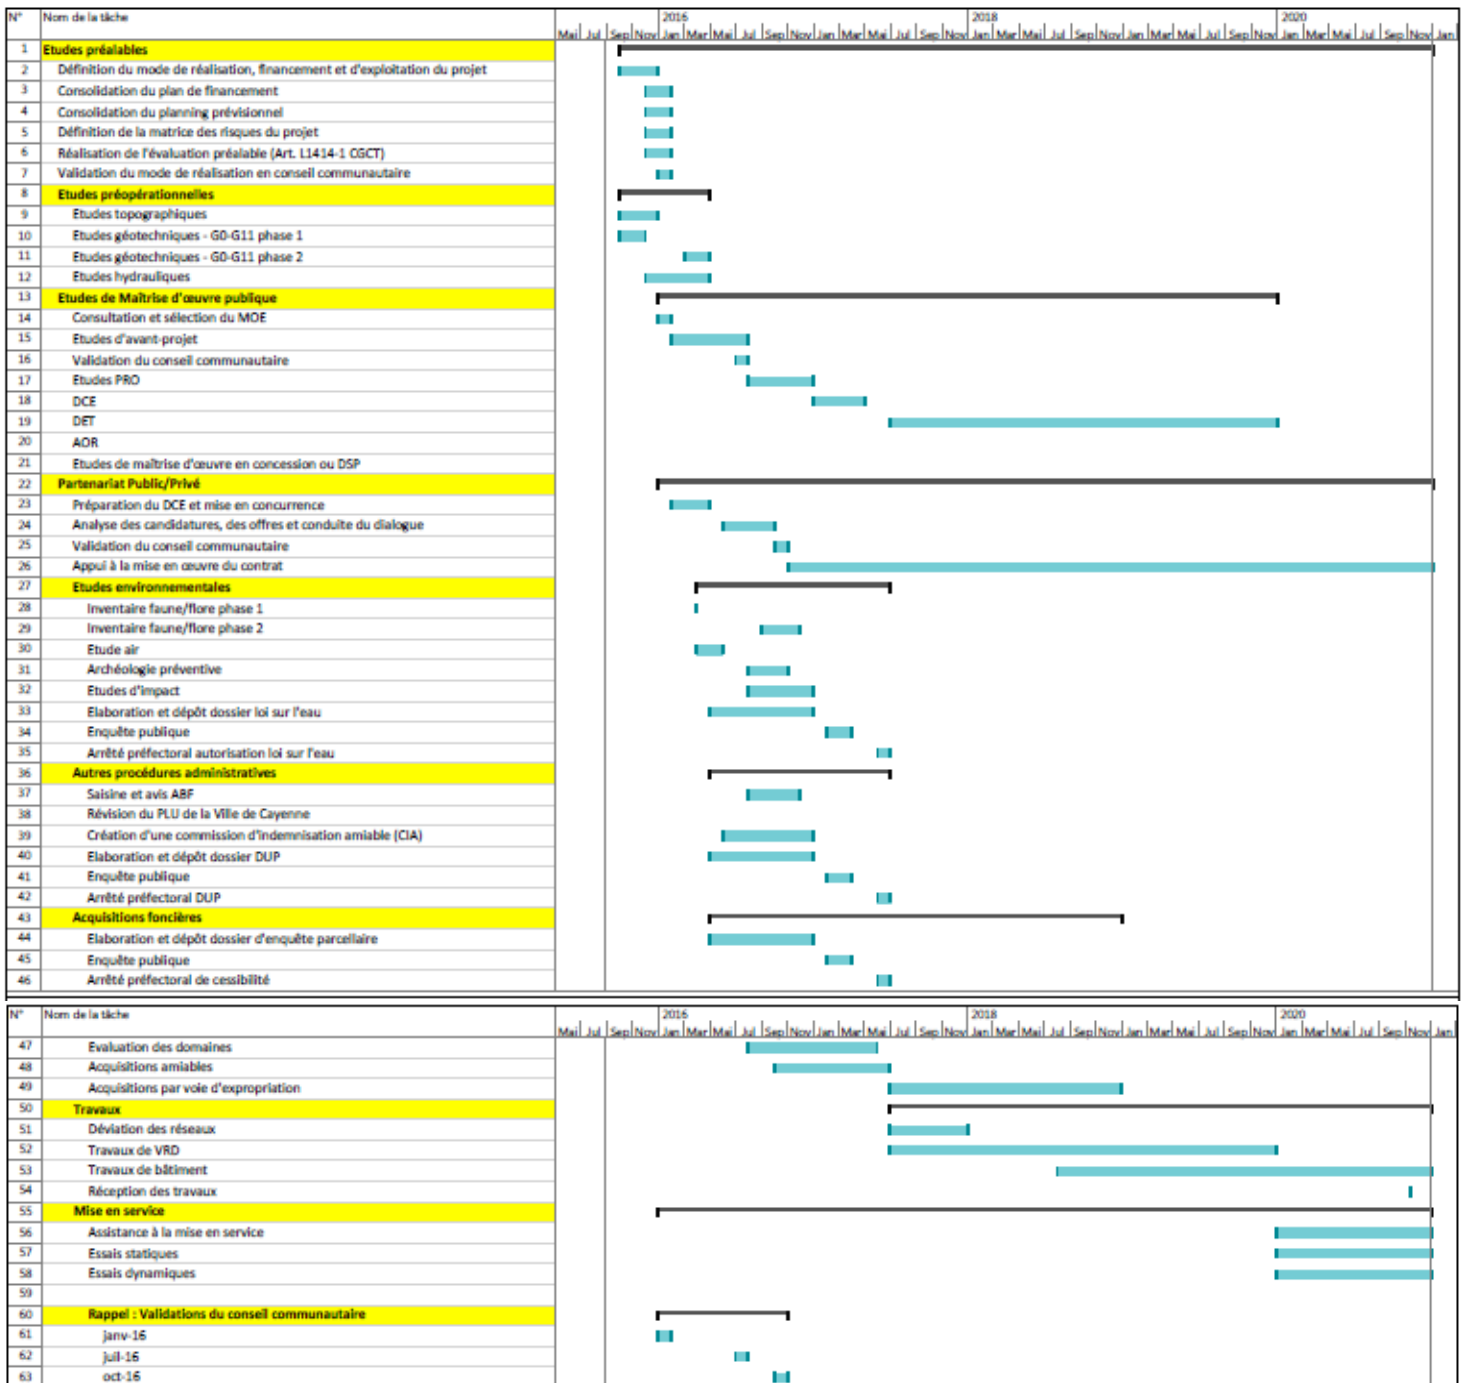 N° Nom de la tâche 2016 2018 2020
Mai Jul Sep Nov Jan Mar Mai Jul Sep Nov Jan Mar Mai Jul Sep Nov Jan Mar Mai Jul Sep Nov Jan Mar Mai Jul Sep Nov Jan Mar Mai Jul Sep Nov Jan
1 Etudes préalables
2 Définition du mode de réalisation, financement et d'exploitation du projet
3 Consolidation du plan de financement
4 Consolidation du planning prévisionnel
5 Définition de la matrice des risques du projet
6 Réalisation de l'évaluation préalable (Art. L1414-1 CGCT)
7 Validation du mode de réalisation en conseil communautaire
8 Etudes préopérationnelles
9 Etudes topographiques
10 Etudes géotechniques - G0-G11 phase 1
11 Etudes géotechniques - G0-G11 phase 2
12 Etudes hydrauliques
13 Etudes de Maîtrise d'œuvre publique
14 Consultation et sélection du MOE
15 Etudes d'avant-projet
16 Validation du conseil communautaire
17 Etudes PRO
18 DCE
19 DET
20 AOR
21 Etudes de maîtrise d'œuvre en concession ou DSP
22 Partenariat Public/Privé
23 Préparation du DCE et mise en concurrence
24 Analyse des candidatures, des offres et conduite du dialogue
25 Validation du conseil communautaire
26 Appui à la mise en œuvre du contrat
27 Etudes environnementales
28 Inventaire faune/flore phase 1
29 Inventaire faune/flore phase 2
30 Etude air
31 Archéologie préventive
32 Etudes d'impact
33 Elaboration et dépôt dossier loi sur l'eau
34 Enquête publique
35 Arrêté préfectoral autorisation loi sur l'eau
36 Autres procédures administratives
37 Saisine et avis ABF
38 Révision du PLU de la Ville de Cayenne
39 Création d'une commission d'indemnisation amiable (CIA)
40 Elaboration et dépôt dossier DUP
41 Enquête publique
42 Arrêté préfectoral DUP
43 Acquisitions foncières
44 Elaboration et dépôt dossier d'enquête parcellaire
45 Enquête publique
46 Arrêté préfectoral de cessibilité
N° Nom de la tâche 2016 2018 2020
Mai Jul Sep Nov Jan Mar Mai Jul Sep Nov Jan Mar Mai Jul Sep Nov Jan Mar Mai Jul Sep Nov Jan Mar Mai Jul Sep Nov Jan Mar Mai Jul Sep Nov Jan
47 Evaluation des domaines
48 Acquisitions amiables
49 Acquisitions par voie d'expropriation
50 Travaux
51 Déviation des réseaux
52 Travaux de VRD
53 Travaux de bâtiment
54 Réception des travaux
55 Mise en service
56 Assistance à la mise en service
57 Essais statiques
58 Essais dynamiques
59
60 Rappel : Validations du conseil communautaire
61 janv-16
62 juil-16
63 oct-16